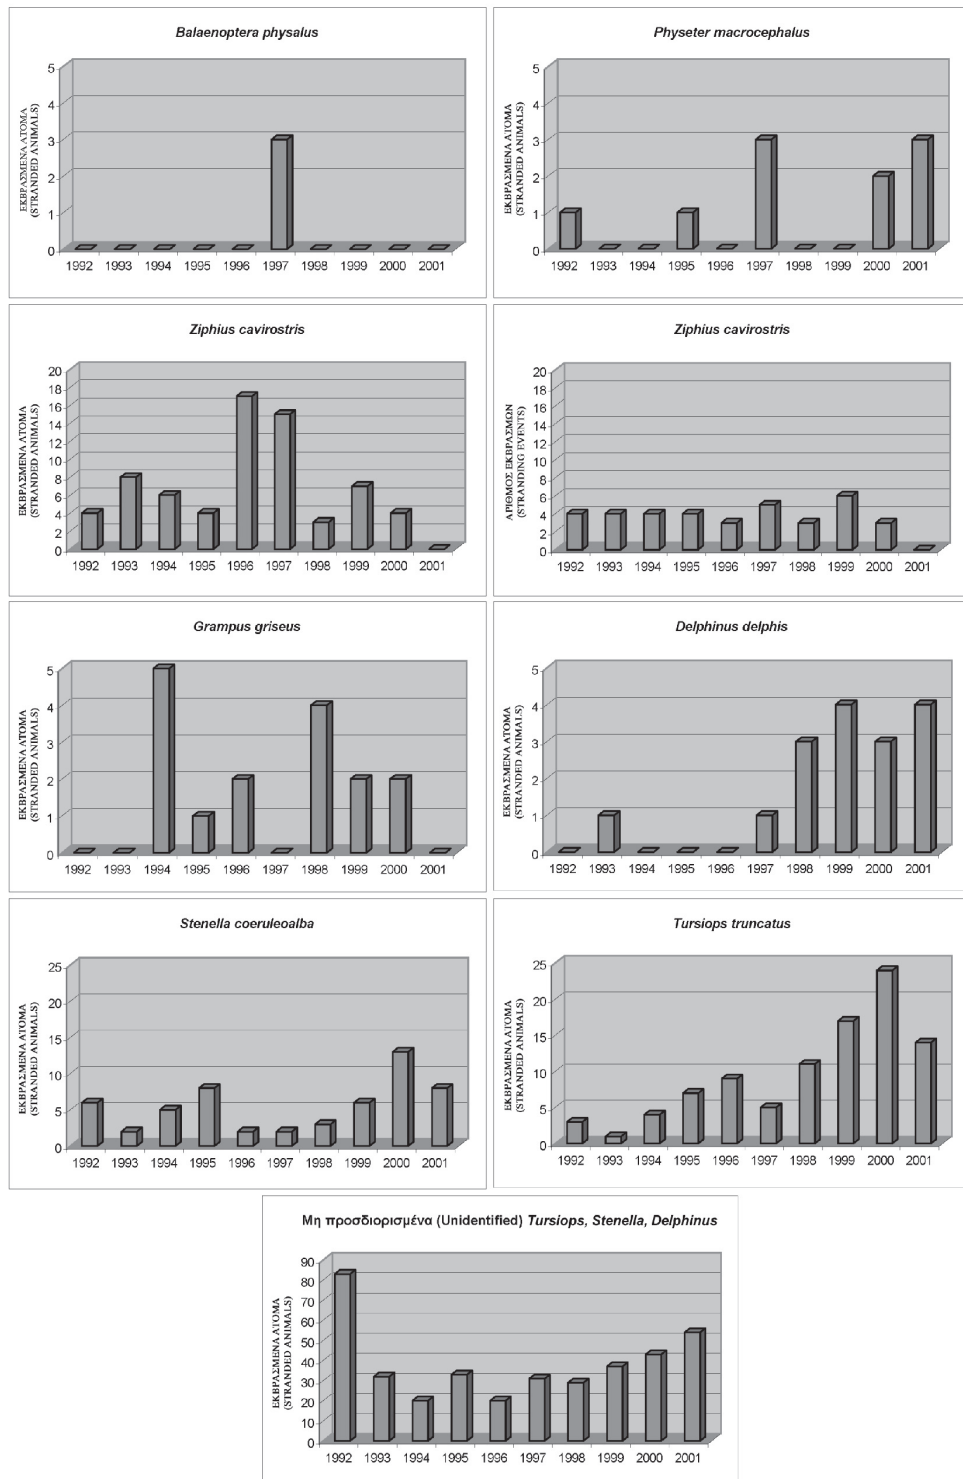 Balaenoptera physalus
ΕΚΒΡΑΣΜΕΝΑ ΑΤΟΜΑ
(STRANDED ANIMALS)
5
4
3
2
1
0
1992 1993 1994 1995 1996 1997 1998 1999 2000 2001
Physeter macrocephalus
ΕΚΒΡΑΣΜΕΝΑ ΑΤΟΜΑ
(STRANDED ANIMALS)
5
4
3
2
1
0
1992 1993 1994 1995 1996 1997 1998 1999 2000 2001
Ziphius cavirostris
ΕΚΒΡΑΣΜΕΝΑ ΑΤΟΜΑ
(STRANDED ANIMALS)
20
18
16
14
12
10
8
6
4
2
0
1992 1993 1994 1995 1996 1997 1998 1999 2000 2001
Ziphius cavirostris
ΑΡΙΘΜΟΣ ΕΚΒΡΑΣΜΩΝ
(STRANDING EVENTS)
20
18
16
14
12
10
8
6
4
2
0
1992 1993 1994 1995 1996 1997 1998 1999 2000 2001
Grampus griseus
ΕΚΒΡΑΣΜΕΝΑ ΑΤΟΜΑ
(STRANDED ANIMALS)
5
4
3
2
1
0
1992 1993 1994 1995 1996 1997 1998 1999 2000 2001
Delphinus delphis
ΕΚΒΡΑΣΜΕΝΑ ΑΤΟΜΑ
(STRANDED ANIMALS)
5
4
3
2
1
0
1992 1993 1994 1995 1996 1997 1998 1999 2000 2001
Stenella coeruleoalba
ΕΚΒΡΑΣΜΕΝΑ ΑΤΟΜΑ
(STRANDED ANIMALS)
25
20
15
10
5
0
1992 1993 1994 1995 1996 1997 1998 1999 2000 2001
Tursiops truncatus
ΕΚΒΡΑΣΜΕΝΑ ΑΤΟΜΑ
(STRANDED ANIMALS)
25
20
15
10
5
0
1992 1993 1994 1995 1996 1997 1998 1999 2000 2001
Μη προσδιορισμένα (Unidentified) Tursiops, Stenella, Delphinus
ΕΚΒΡΑΣΜΕΝΑ ΑΤΟΜΑ
(STRANDED ANIMALS)
90
80
70
60
50
40
30
20
10
0
1992 1993 1994 1995 1996 1997 1998 1999 2000 2001